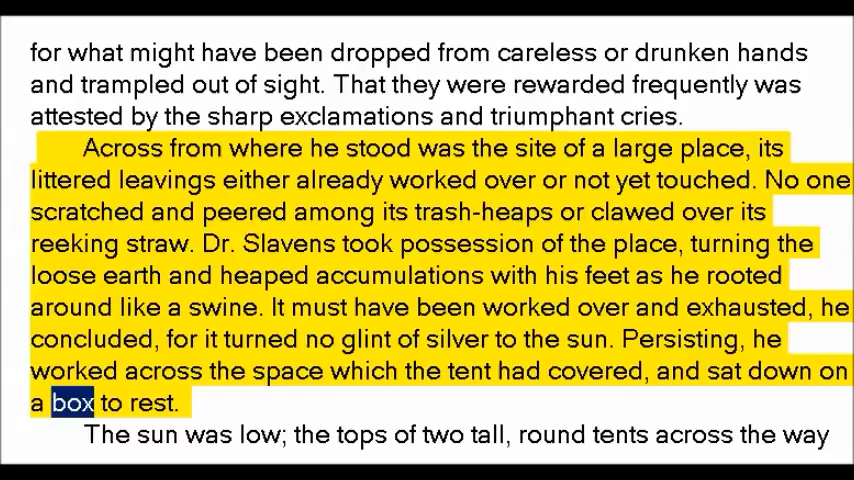 for what might have been dropped from careless or drunken hands
and trampled out of sight. That they were rewarded frequently was
attested by the sharp exclamations and triumphant cries.
Across from where he stood was the site of a large place, its
littered leavings either already worked over or not yet touched. No one
scratched and peered among its trash-heaps or clawed over its
reeking straw. Dr. Slavens took possession of the place, turning the
loose earth and heaped accumulations with his feet as he rooted
around like a swine. It must have been worked over and exhausted, he
concluded, for it turned no glint of silver to the sun. Persisting, he
worked across the space which the tent had covered, and sat down on
a box to rest.
The sun was low; the tops of two tall, round tents across the way